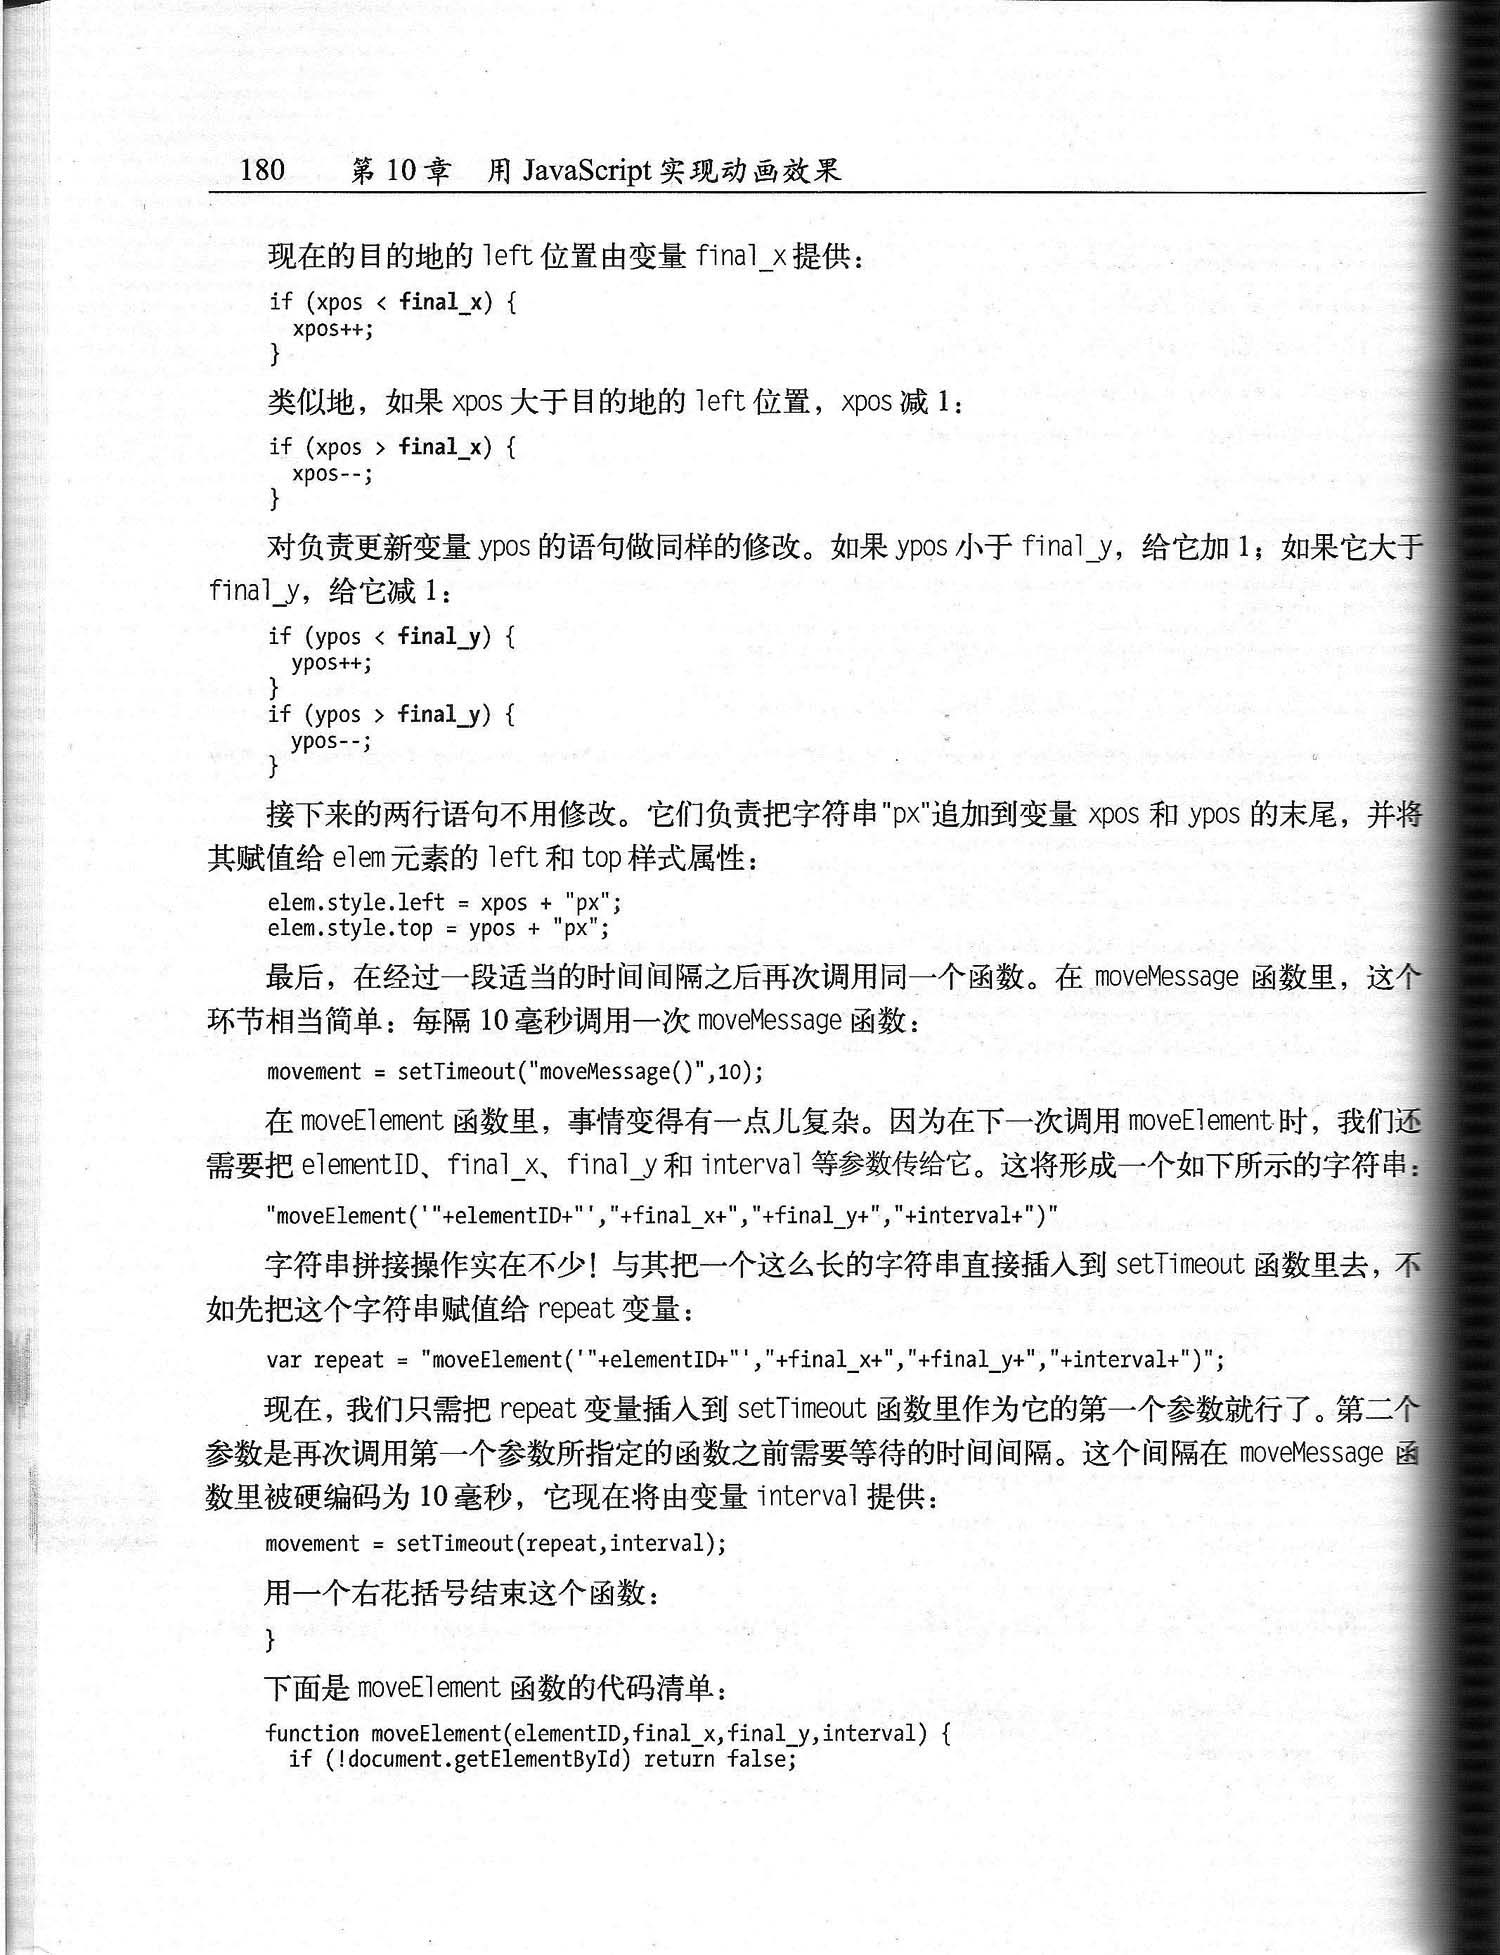 180 第 10 章 用 JavaScript 实现动画效果
现在的目的地的 left 位置由变量 final_x 提供：
if (xpos < final_x) {
xpos++;
}
类似地，如果 xpos 大于目的地的 left 位置，xpos 减 1：
if (xpos > final_x) {
xpos--;
}
对负责更新变量 ypos 的语句做同样的修改。如果 ypos 小于 final_y，给它加 1；如果它大于
final_y，给它减 1：
if (ypos < final_y) {
ypos++;
}
if (ypos > final_y) {
ypos--;
}
接下来的两行语句不用修改。它们负责把字符串"px"追加到变量 xpos 和 ypos 的末尾，并将
其赋值给 elem 元素的 left 和 top 样式属性：
elem.style.left = xpos + "px";
elem.style.top = ypos + "px";
最后，在经过一段适当的时间间隔之后再次调用同一个函数。在 moveMessage 函数里，这个
环节相当简单：每隔 10 毫秒调用一次 moveMessage 函数：
movement = setTimeout("moveMessage()",10);
在 moveElement 函数里，事情变得有一点儿复杂。因为在下一次调用 moveElement 时，我们还
需要把 elementID、final_x、final_y 和 interval 等参数传给它。这将形成一个如下所示的字符串：
"moveElement('"+elementID+"',"+final_x+","+final_y+","+interval+")"
字符串拼接操作实在不少！与其把一个这么长的字符串直接插入到 setTimeout 函数里去，不
如先把这个字符串赋值给 repeat 变量：
var repeat = "moveElement('"+elementID+"',"+final_x+","+final_y+","+interval+")";
现在，我们只需把 repeat 变量插入到 setTimeout 函数里作为它的第一个参数就行了。第二个
参数是再次调用第一个参数所指定的函数之前需要等待的时间间隔。这个间隔在 moveMessage 函
数里被硬编码为 10 毫秒，它现在将由变量 interval 提供：
movement = setTimeout(repeat,interval);
用一个右花括号结束这个函数：
}
下面是 moveElement 函数的代码清单：
function moveElement(elementID,final_x,final_y,interval) {
if (!document.getElementById) return false;